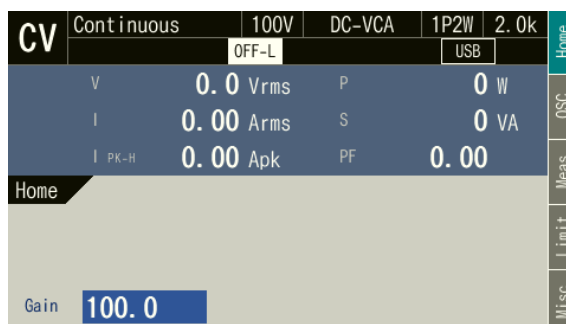 CV Continuous 100V DC-VCA 1P2W 2.0k
OFF-L USB
V 0.0 Vrms P 0 W
I 0.00 Arms S 0 VA
I PK-H 0.00 Apk PF 0.00
Home
Gain 100.0
Home
OSC
Meas
Limit
Misc